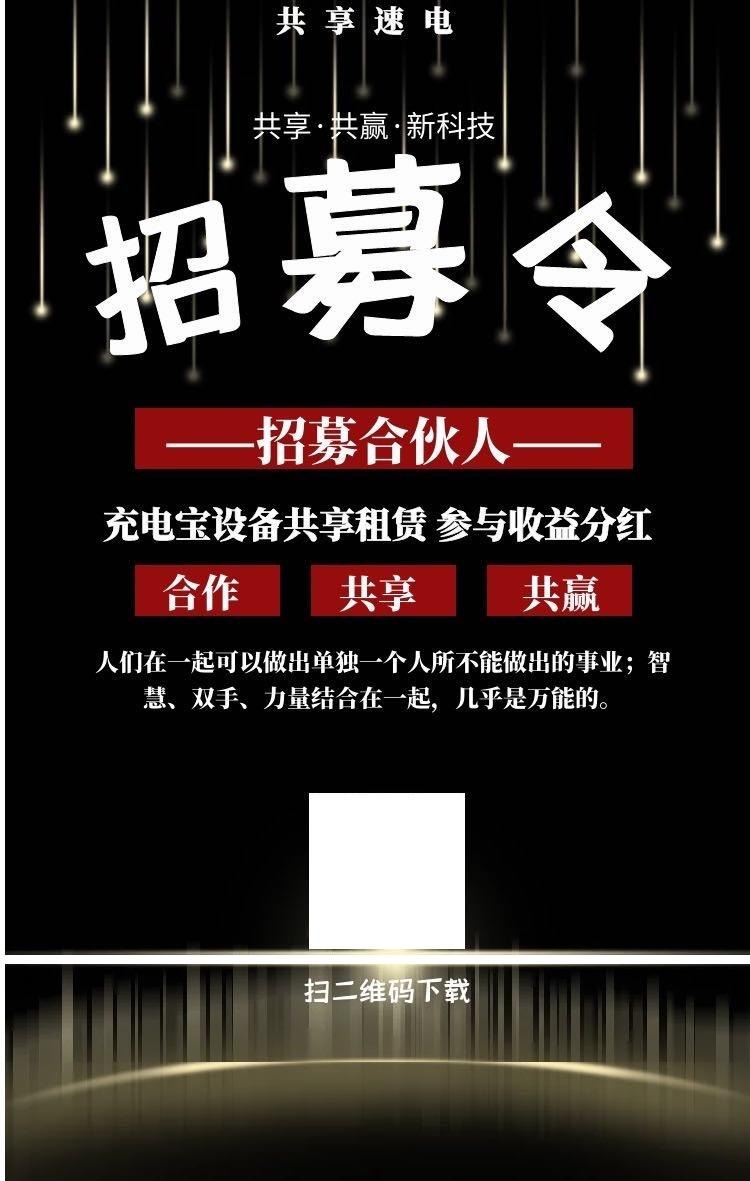 共享速电
共享·共赢·新科技
招募令
——招募合伙人——
充电宝设备共享租赁 参与收益分红
合作 共享 共赢
人们在一起可以做出单独一个人所不能做出的事业；智
慧、双手、力量结合在一起，几乎是万能的。
扫二维码下载